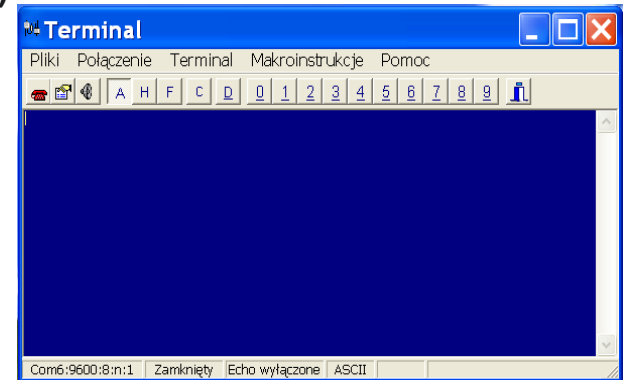 Terminal
Pliki Połączenie Terminal Makroinstrukcje Pomoc
A H F C D 0 1 2 3 4 5 6 7 8 9
Com6:9600:8:n:1 Zamknięty Echo wyłączone ASCII